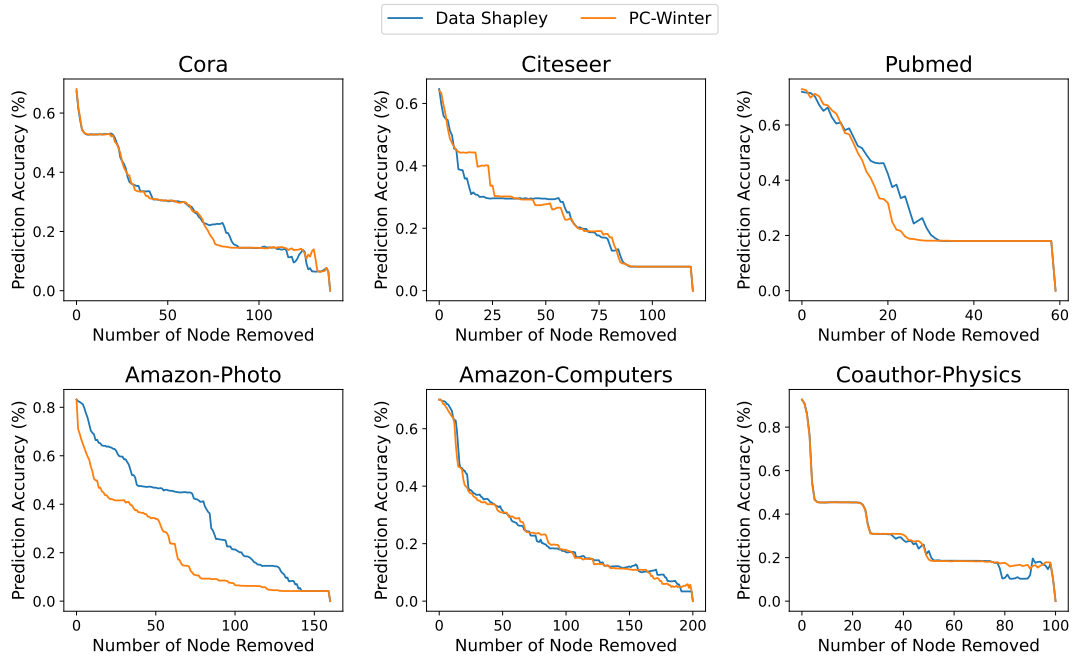 Data Shapley PC-Winter
Cora
Prediction Accuracy (%)
0.6
0.4
0.2
0.0
0 50 100
Number of Node Removed
Citeseer
Prediction Accuracy (%)
0.6
0.4
0.2
0.0
0 25 50 75 100
Number of Node Removed
Pubmed
Prediction Accuracy (%)
0.6
0.4
0.2
0.0
0 20 40 60
Number of Node Removed
Amazon-Photo
Prediction Accuracy (%)
0.8
0.6
0.4
0.2
0.0
0 50 100 150
Number of Node Removed
Amazon-Computers
Prediction Accuracy (%)
0.6
0.4
0.2
0.0
0 50 100 150 200
Number of Node Removed
Coauthor-Physics
Prediction Accuracy (%)
0.8
0.6
0.4
0.2
0.0
0 20 40 60 80 100
Number of Node Removed